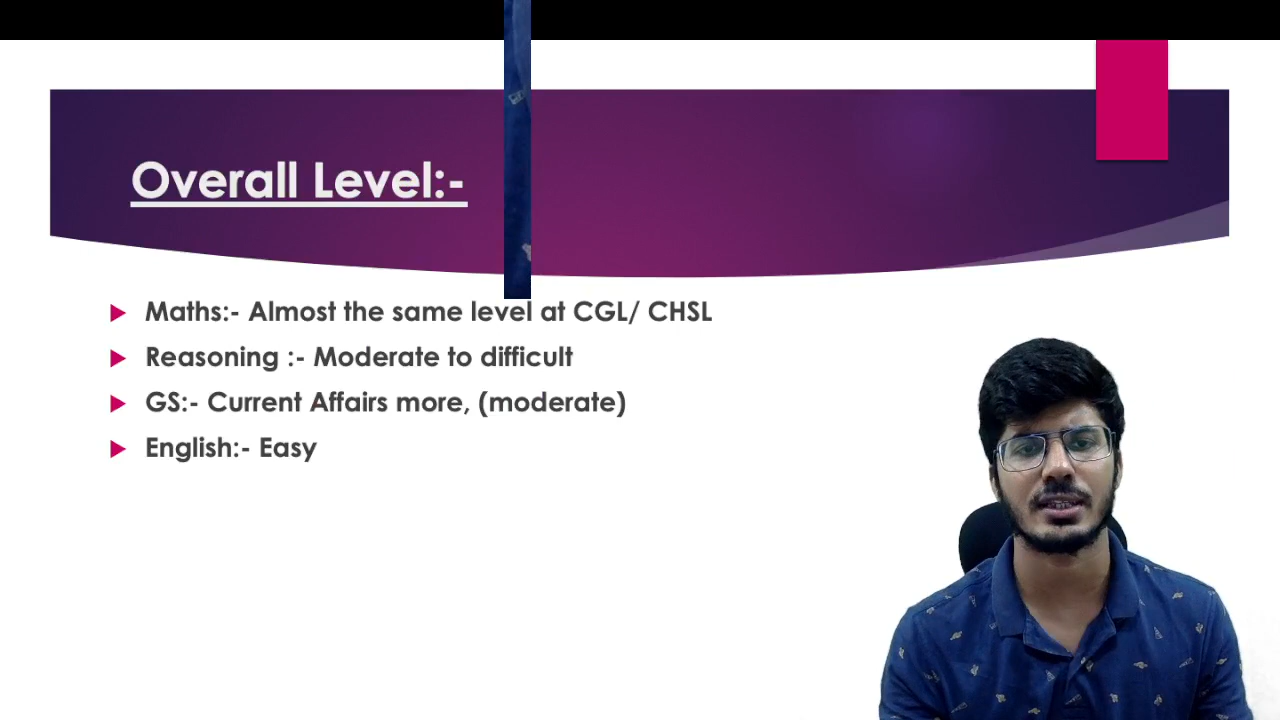 Overall Level:-
Maths:- Almost the same level at CGL/ CHSL
Reasoning :- Moderate to difficult
GS:- Current Affairs more, (moderate)
English:- Easy